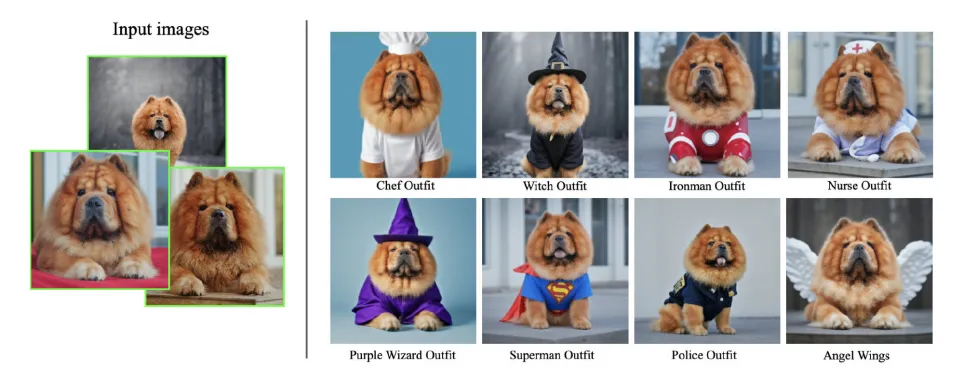 Input images
Chef Outfit
Witch Outfit
Ironman Outfit
Nurse Outfit
Purple Wizard Outfit
Superman Outfit
Police Outfit
Angel Wings